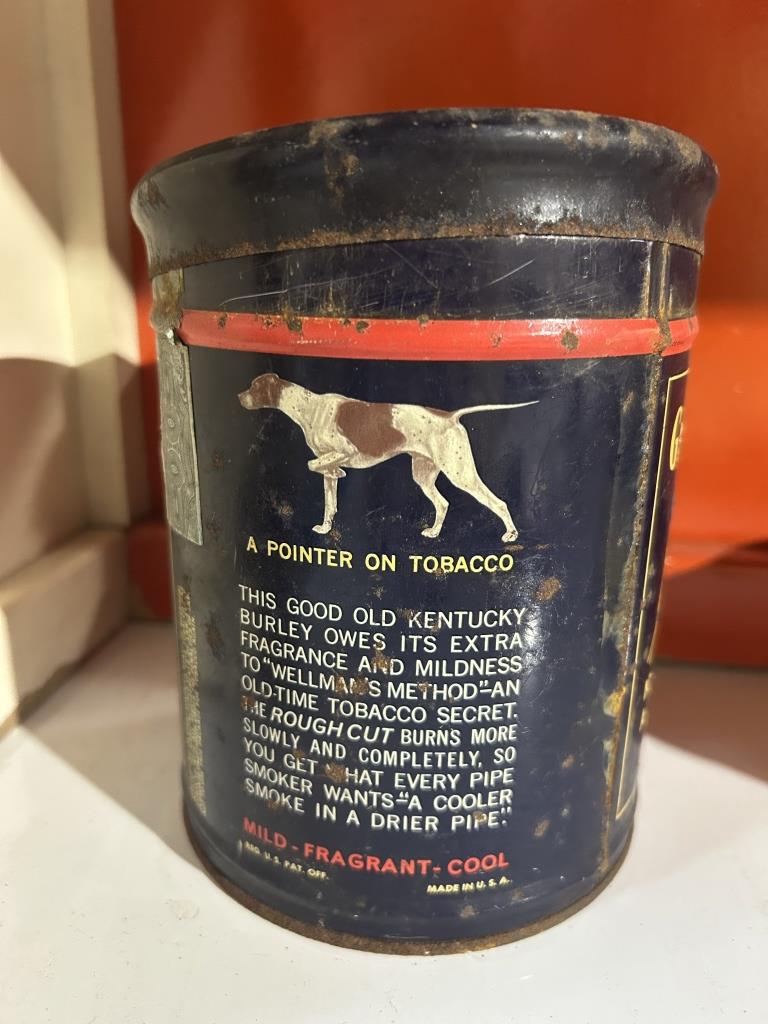 A POINTER ON TOBACCO
THIS GOOD OLD KENTUCKY
BURLEY OWES ITS EXTRA
FRAGRANCE AND MILDNESS
TO "WELLMAN'S METHOD"–AN
OLD-TIME TOBACCO SECRET.
THE ROUGH CUT BURNS MORE
SLOWLY AND COMPLETELY, SO
YOU GET WHAT EVERY PIPE
SMOKER WANTS–"A COOLER
SMOKE IN A DRIER PIPE."
MILD - FRAGRANT - COOL
REG. U.S. PAT. OFF.
MADE IN U.S.A.